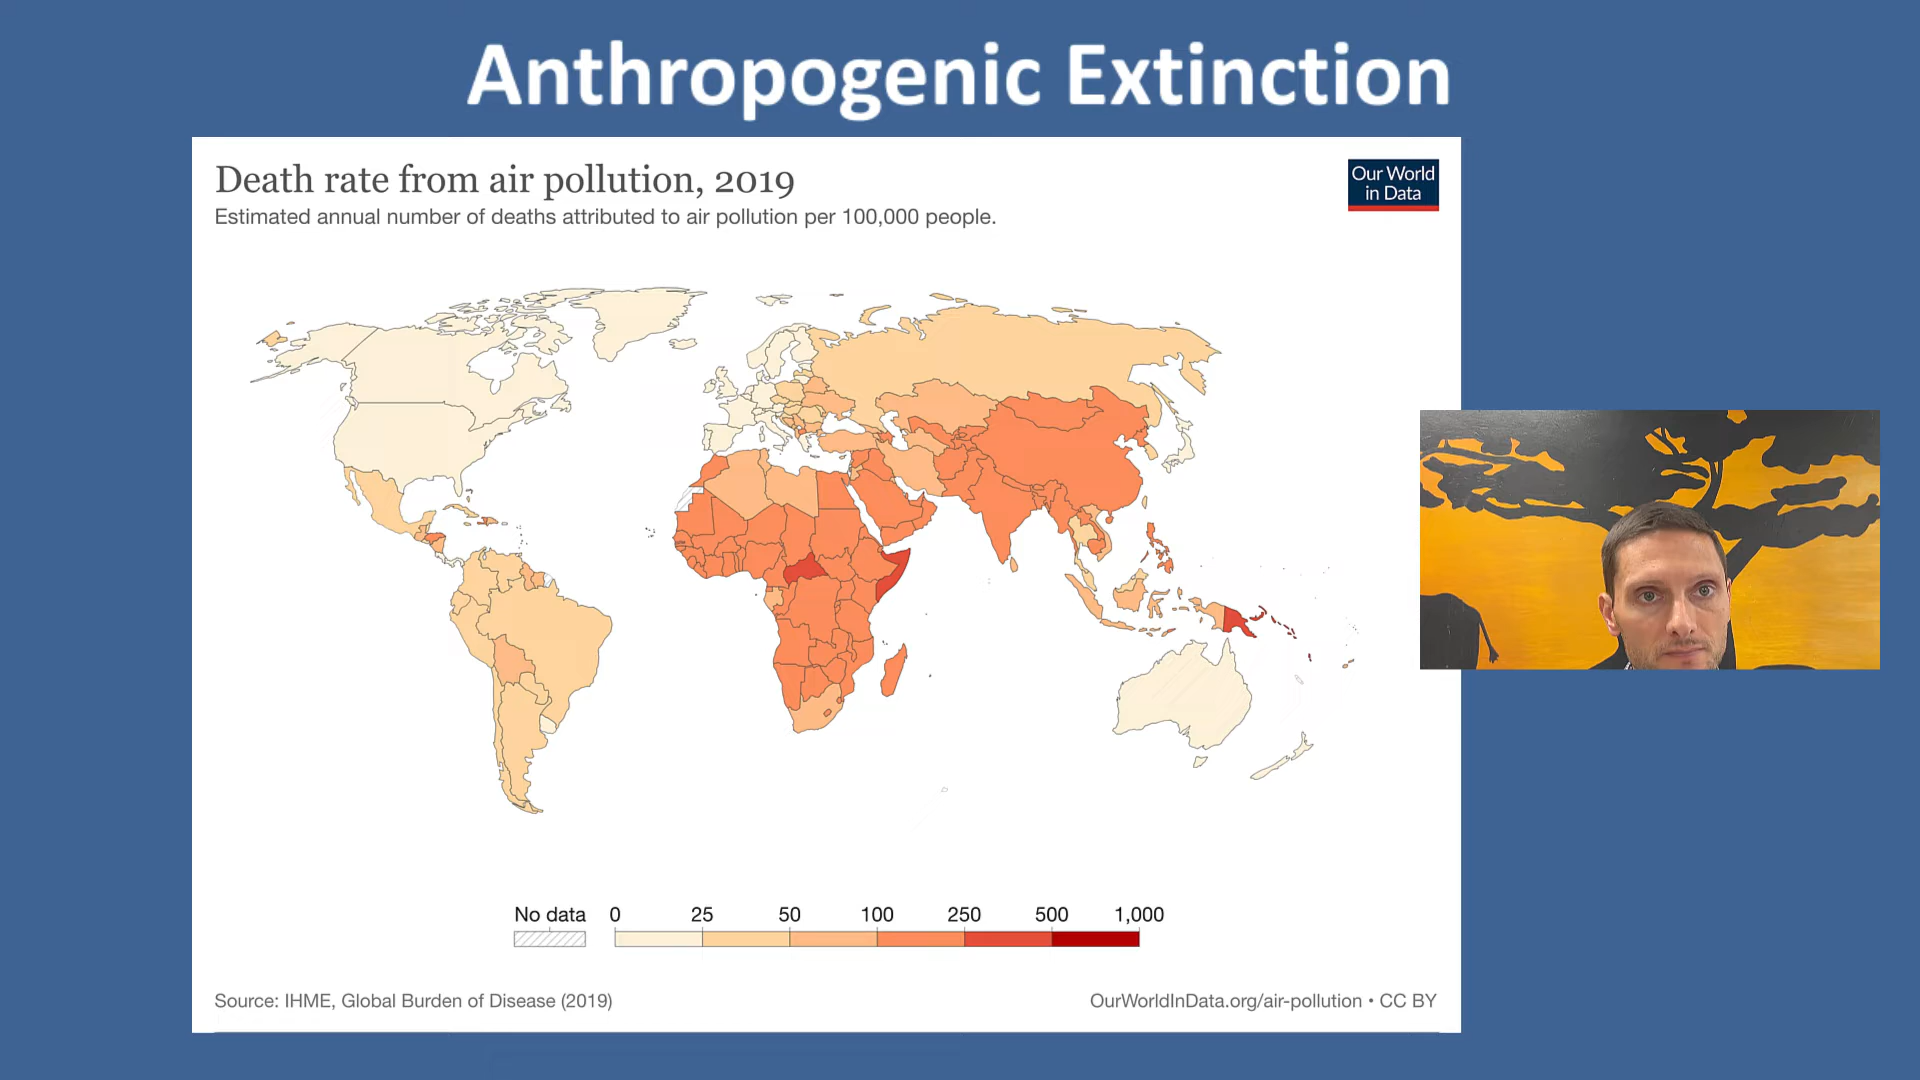 Anthropogenic Extinction
Death rate from air pollution, 2019
Estimated annual number of deaths attributed to air pollution per 100,000 people.
Our World
in Data
No data 0 25 50 100 250 500 1,000
Source: IHME, Global Burden of Disease (2019)
OurWorldInData.org/air-pollution • CC BY